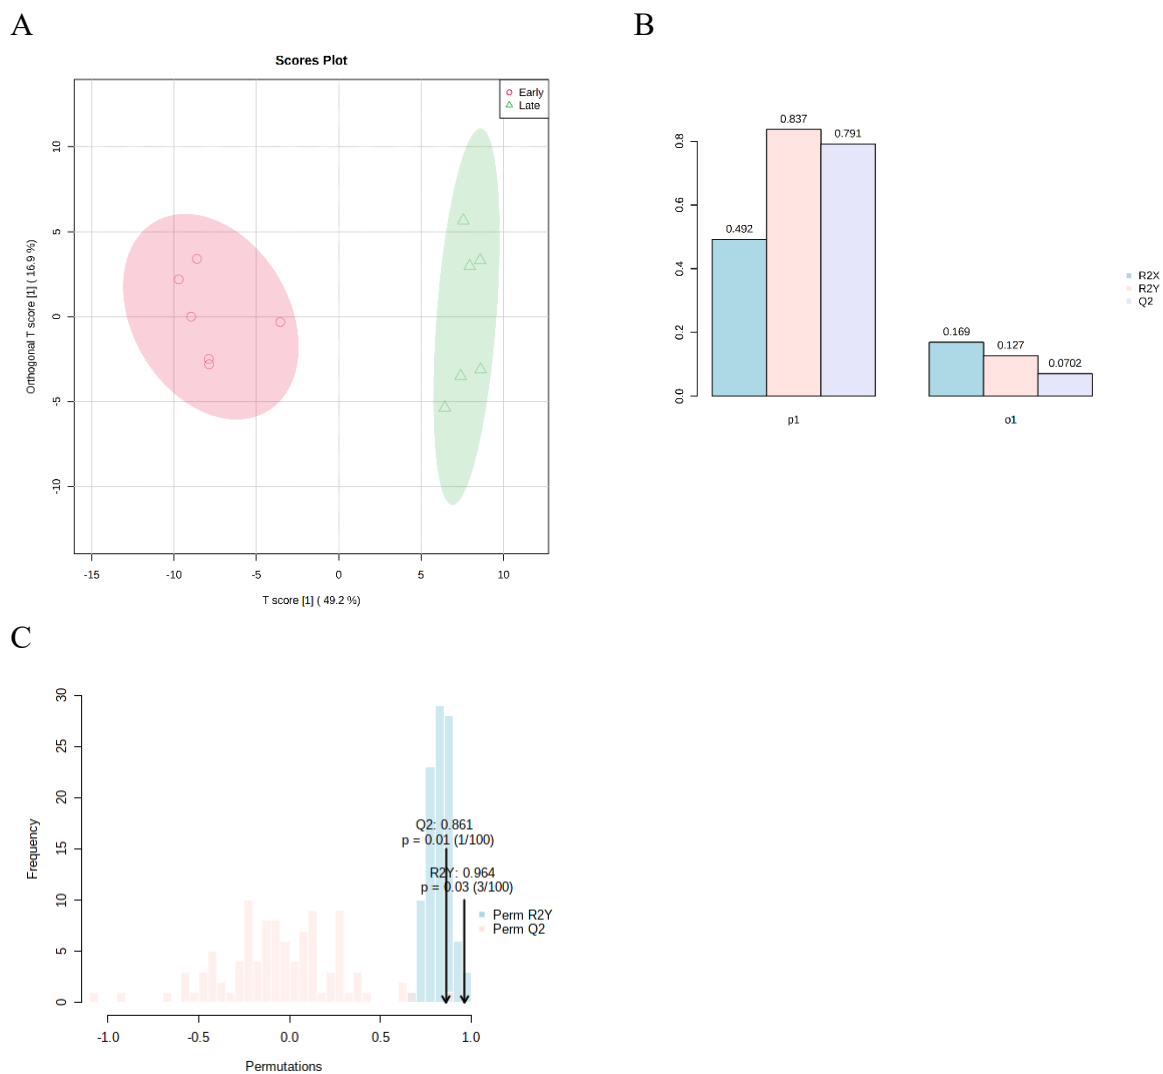 A
B
Scores Plot
Early
Late
Orthogonal T score [1] ( 16.9 %)
10
5
0
-5
-10
-15
-10
-5
0
5
10
T score [1] ( 49.2 %)
0.8
0.6
0.4
0.2
0.0
0.492
0.837
0.791
0.169
0.127
0.0702
p1
o1
R2X
R2Y
Q2
C
Frequency
30
25
20
15
10
5
0
Q2: 0.861
p = 0.01 (1/100)
R2Y: 0.964
p = 0.03 (3/100)
Perm R2Y
Perm Q2
-1.0
-0.5
0.0
0.5
1.0
Permutations